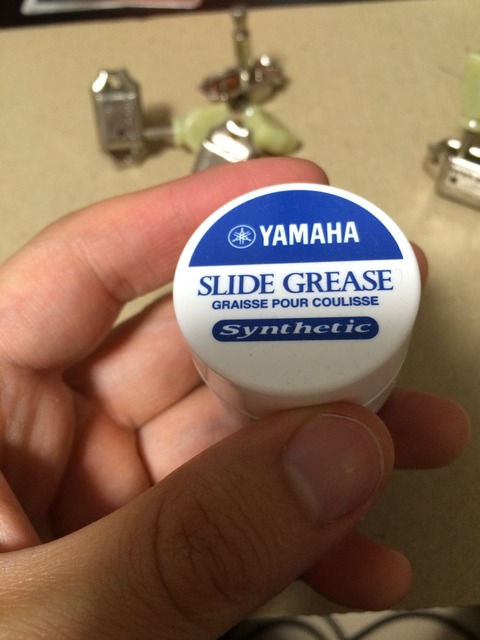 YAMAHA
SLIDE GREASE
GRAISSE POUR COULISSE
Synthetic